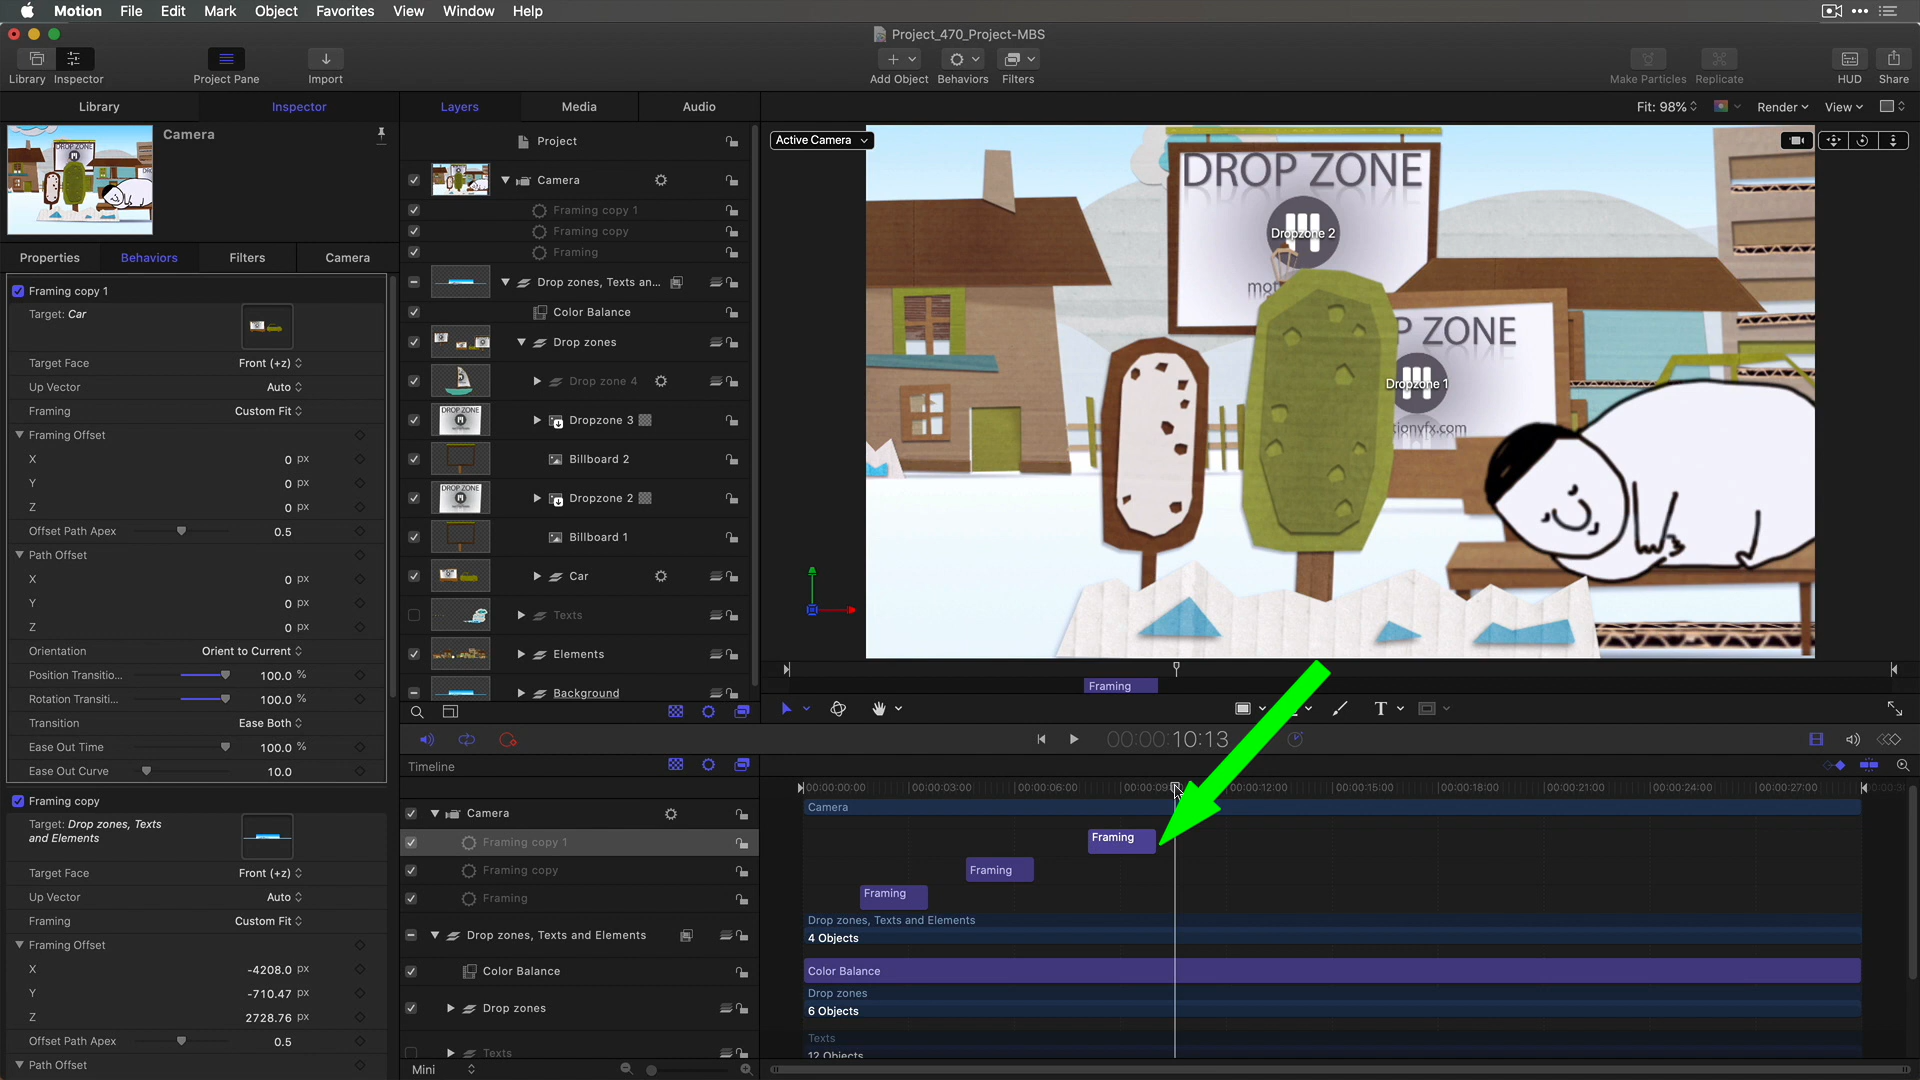 Motion File Edit Mark Object Favorites View Window Help
Project_470_Project-MBS
Library Inspector Project Pane Import Add Object Behaviors Filters Make Particles Replicate HUD Share
Library Inspector Layers Media Audio Fit: 98% Render View
Camera
Properties Behaviors Filters Camera
Framing copy 1
Target: Car
Target Face Front (+z)
Up Vector Auto
Framing Custom Fit
Framing Offset
X 0 px
Y 0 px
Z 0 px
Offset Path Apex 0.5
Path Offset
X 0 px
Y 0 px
Z 0 px
Orientation Orient to Current
Position Transitio... 100.0 %
Rotation Transiti... 100.0 %
Transition Ease Both
Ease Out Time 100.0 %
Ease Out Curve 10.0
Framing copy
Target: Drop zones, Texts
and Elements
Target Face Front (+z)
Up Vector Auto
Framing Custom Fit
Framing Offset
X -4208.0 px
Y -710.47 px
Z 2728.76 px
Offset Path Apex 0.5
Path Offset
Project
Camera
Framing copy 1
Framing copy
Framing
Drop zones, Texts an...
Color Balance
Drop zones
Drop zone 4
Dropzone 3
Billboard 2
Dropzone 2
Billboard 1
Car
Texts
Elements
Background
Active Camera
DROP ZONE
Dropzone 2
P ZONE
Dropzone 1
Framing
T
00:00:00:10:13
Timeline
00:00:00:00 00:00:03:00 00:00:06:00 00:00:12:00 00:00:15:00 00:00:18:00 00:00:21:00 00:00:24:00 00:00:27:00
Camera
Framing copy 1
Framing copy
Framing
Drop zones, Texts and Elements
Color Balance
Drop zones
Texts
Camera
Framing
Framing
Framing
Drop zones, Texts and Elements
4 Objects
Color Balance
Drop zones
6 Objects
Texts
12 Objects
Mini